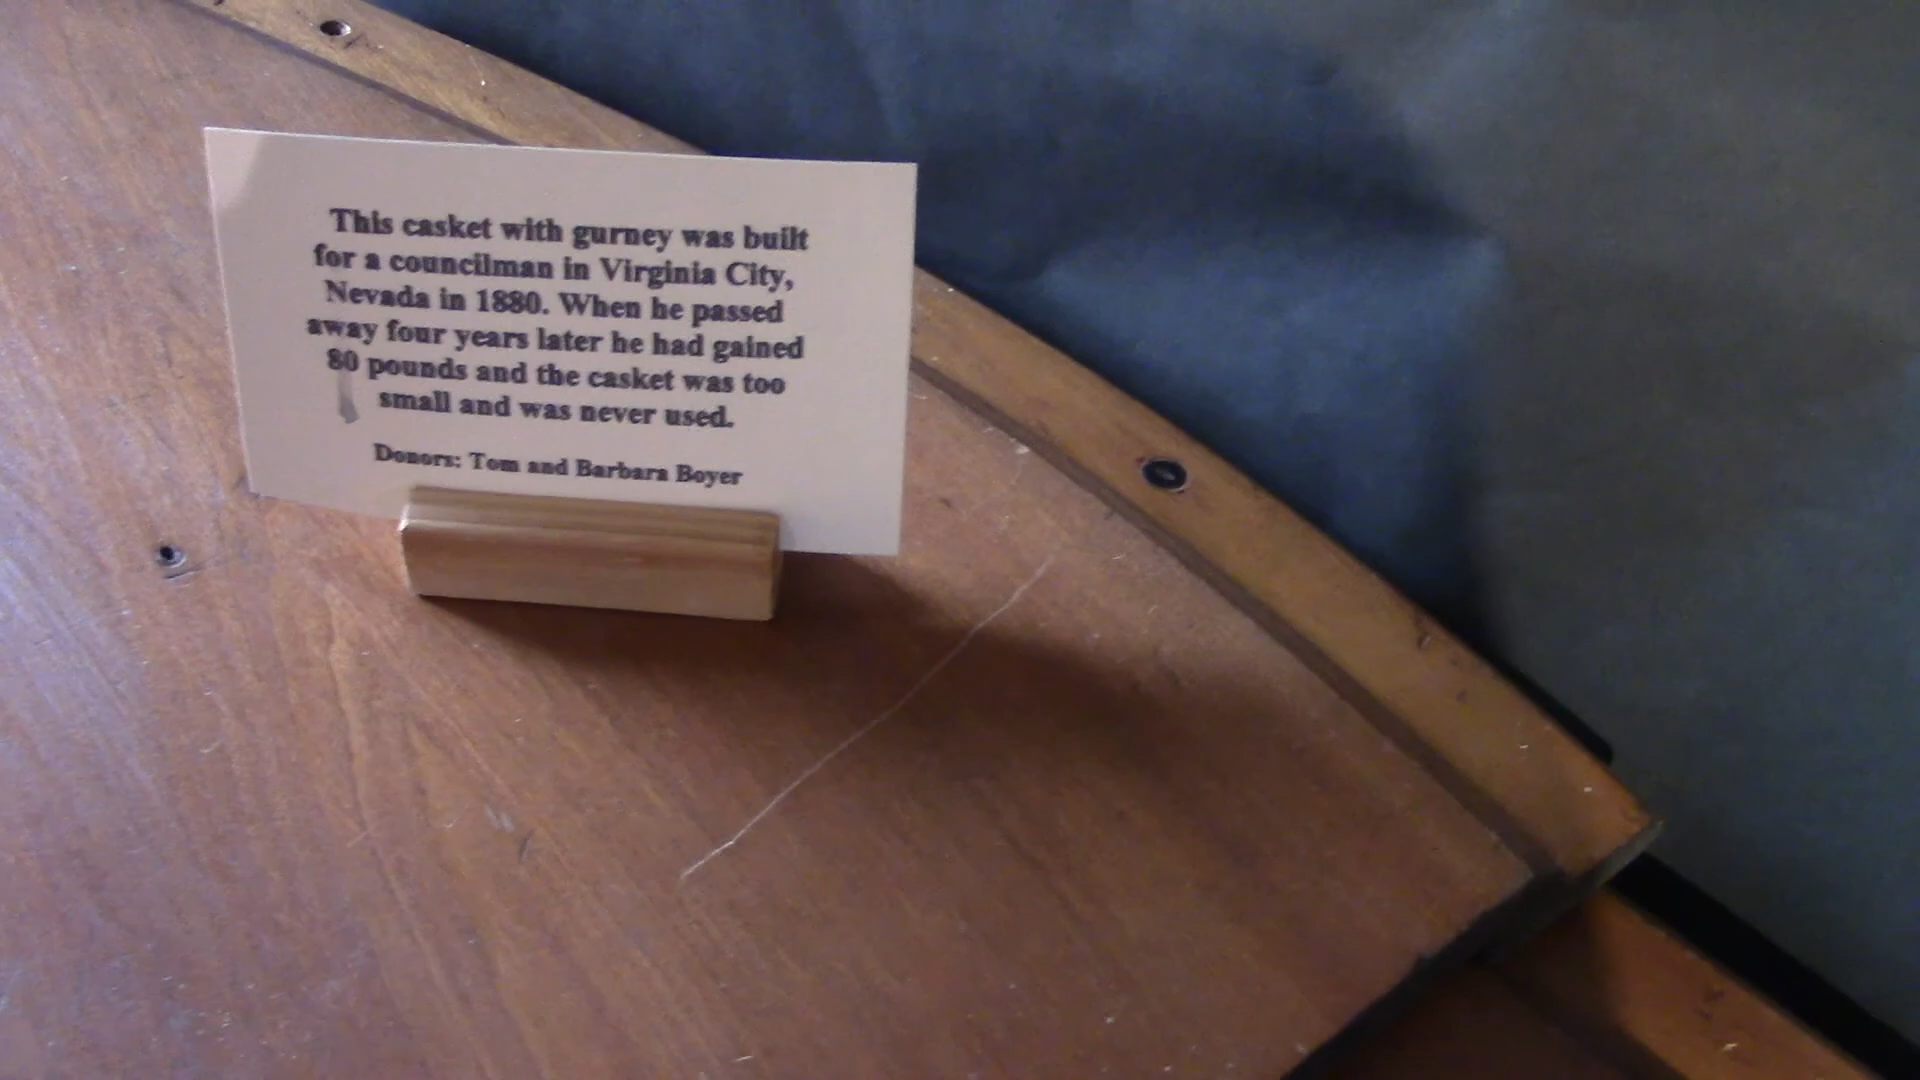 This casket with gurney was built
for a councilman in Virginia City,
Nevada in 1880. When he passed
away four years later he had gained
80 pounds and the casket was too
small and was never used.
Donors: Tom and Barbara Boyer